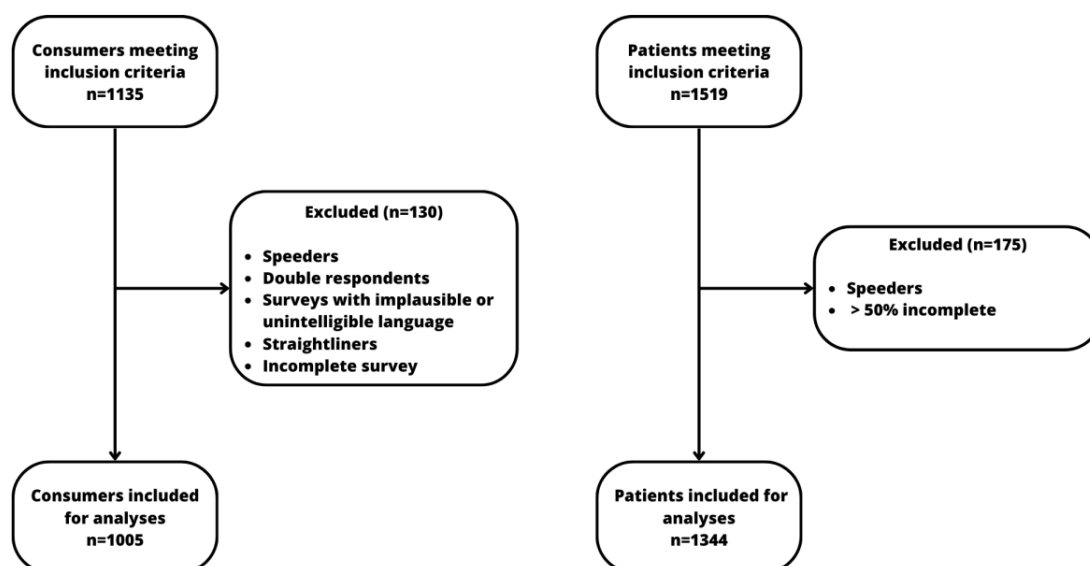 Consumers meeting
inclusion criteria
n=1135
Patients meeting
inclusion criteria
n=1519
Excluded (n=130)
• Speeders
• Double respondents
• Surveys with implausible or
unintelligible language
• Straightliners
• Incomplete survey
Excluded (n=175)
• Speeders
• > 50% incomplete
Consumers included
for analyses
n=1005
Patients included for
analyses
n=1344